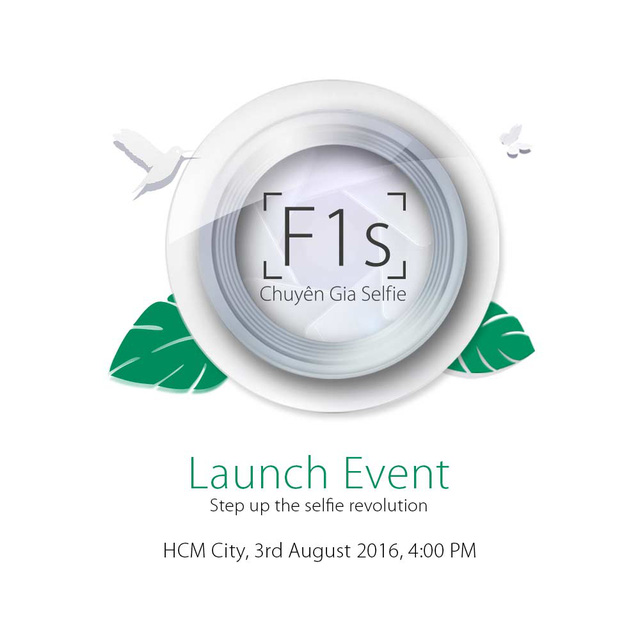 F1s
Chuyên Gia Selfie
Launch Event
Step up the selfie revolution
HCM City, 3rd August 2016, 4:00 PM